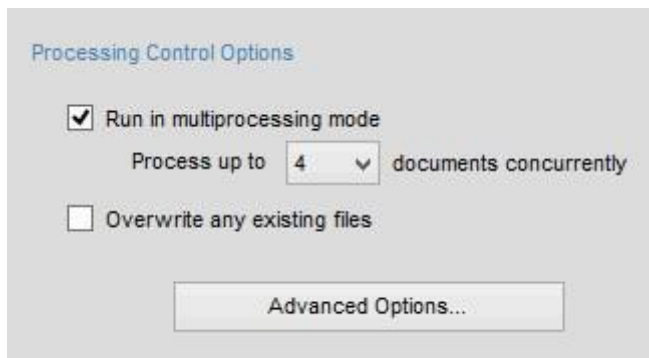 Processing Control Options
Run in multiprocessing mode
Process up to 4 documents concurrently
Overwrite any existing files
Advanced Options...